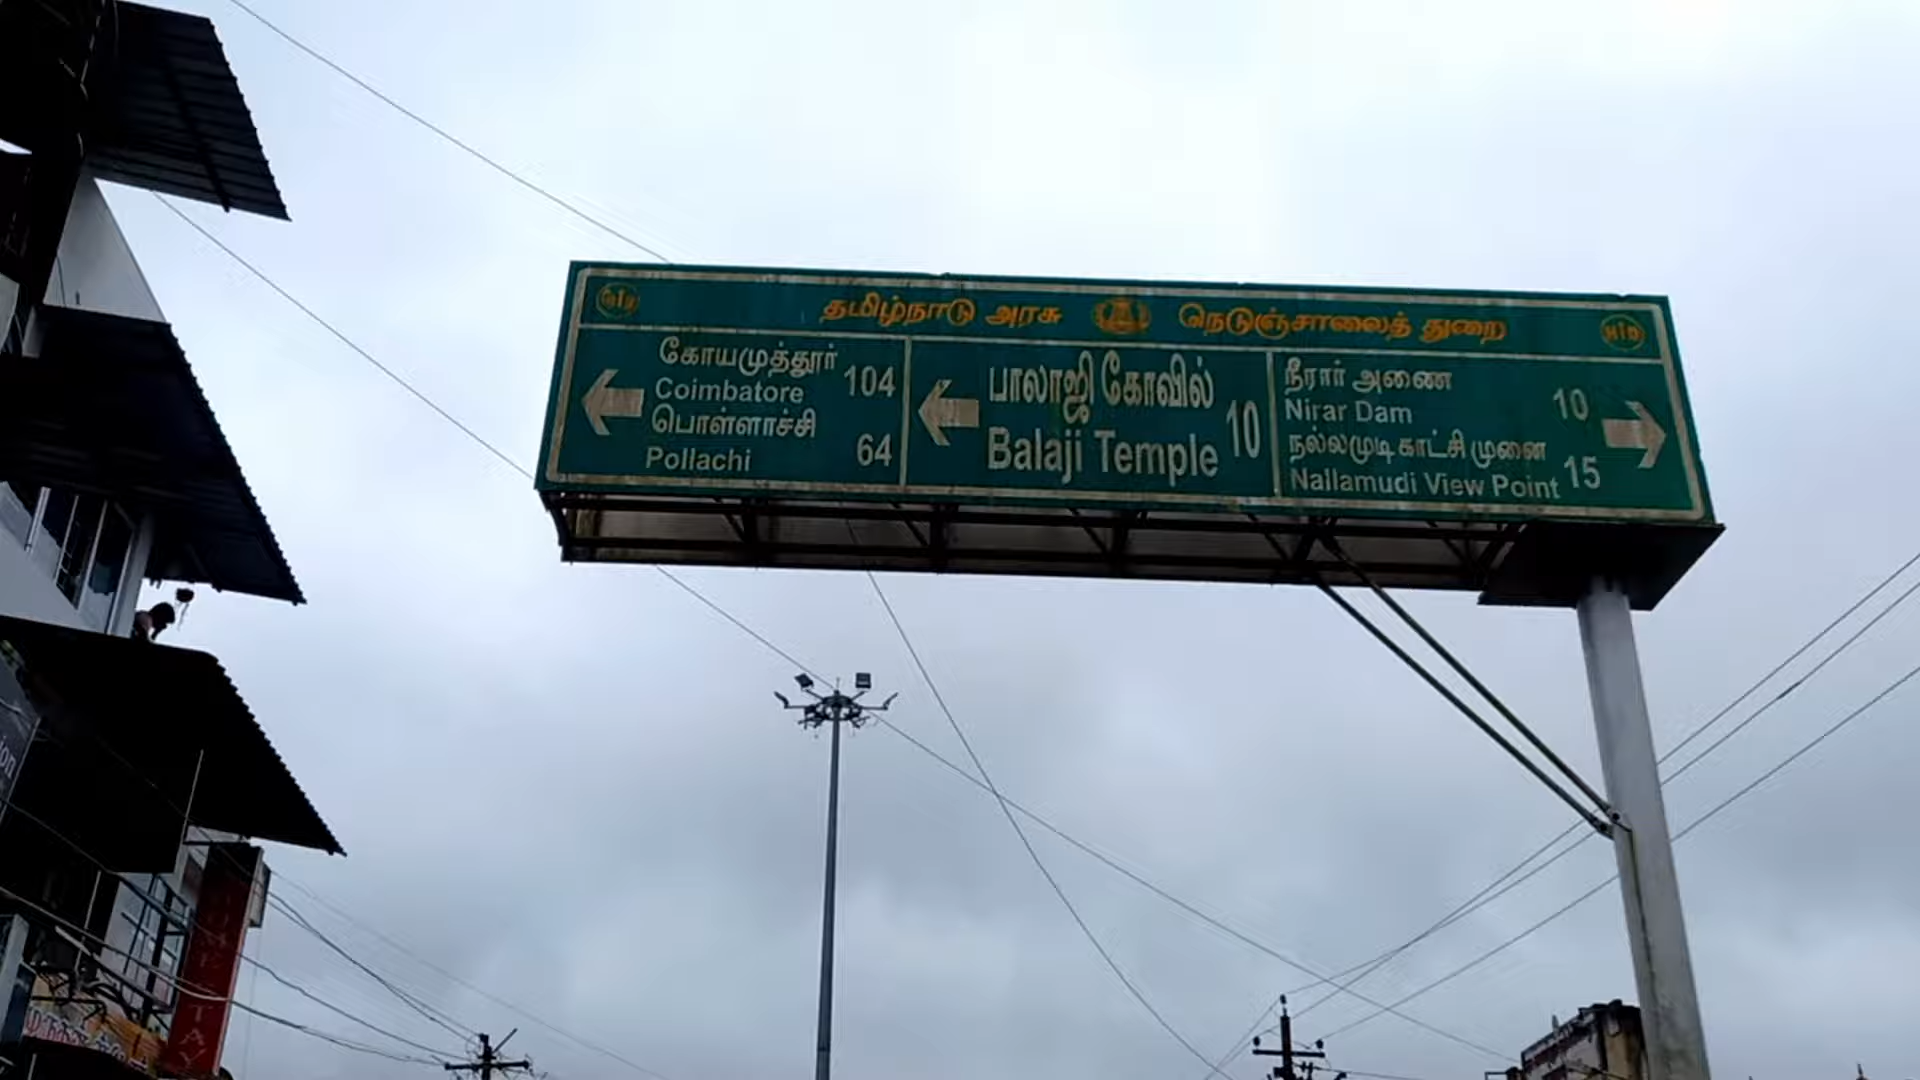 தமிழ்நாடு அரசு நெடுஞ்சாலைத் துறை
கோயமுத்தூர்
Coimbatore 104
பொள்ளாச்சி
Pollachi 64
பாலாஜி கோவில்
Balaji Temple 10
நீரார் அணை
Nirar Dam 10
நல்லமுடி காட்சி முனை
Nallamudi View Point 15